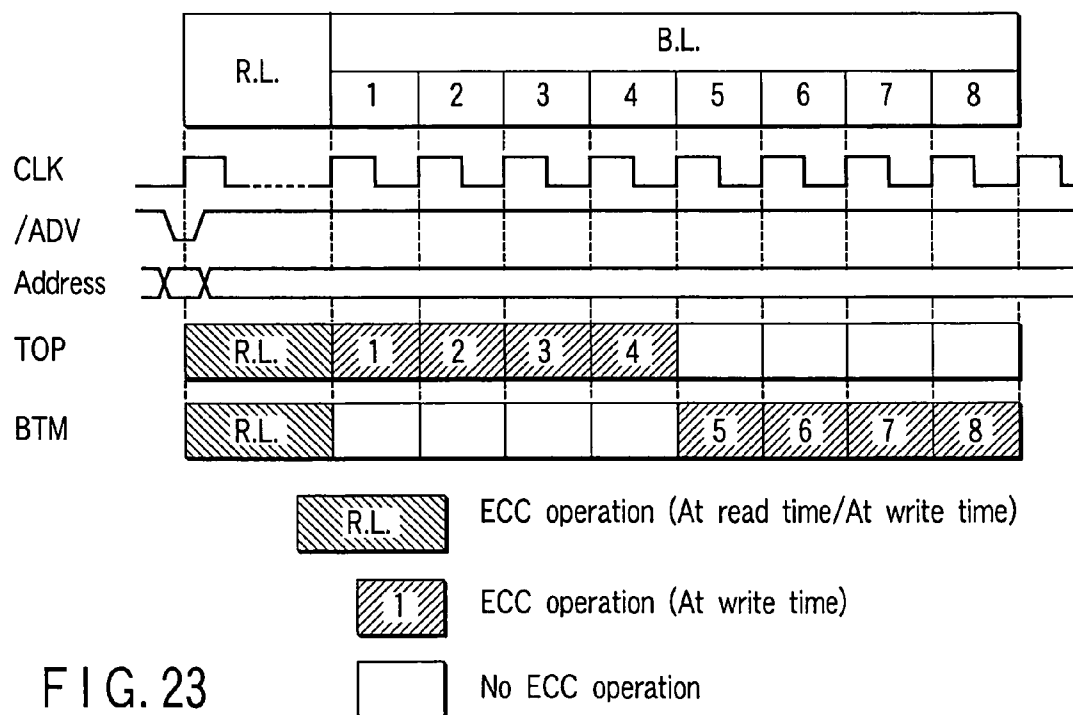 R.L.
B.L.
1 2 3 4 5 6 7 8
CLK
/ADV
Address
TOP R.L. 1 2 3 4
BTM R.L. 5 6 7 8
R.L. ECC operation (At read time/At write time)
1 ECC operation (At write time)
No ECC operation
FIG. 23